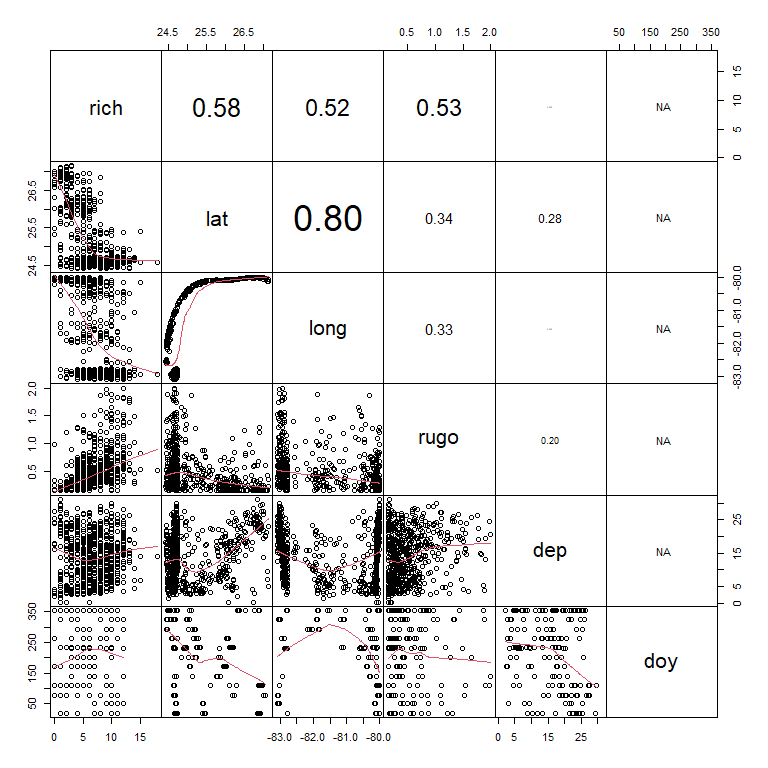 24.5 25.5 27.0 0.5 1.0 1.5 2.0 50 150 250 350
rich 0.58 0.52 0.53 NA
0 5 10 15
24.5 25.5 26.5
lat 0.80 0.34 0.28 NA
long 0.33 NA
-83.0 -82.0 -81.0 -80.0
0.5 1.0 1.5 2.0
rugo 0.20 NA
dep NA
0 5 15 25
50 150 250 350
doy
0 5 10 15 -83.0 -82.0 -81.0 -80.0 0 5 15 25